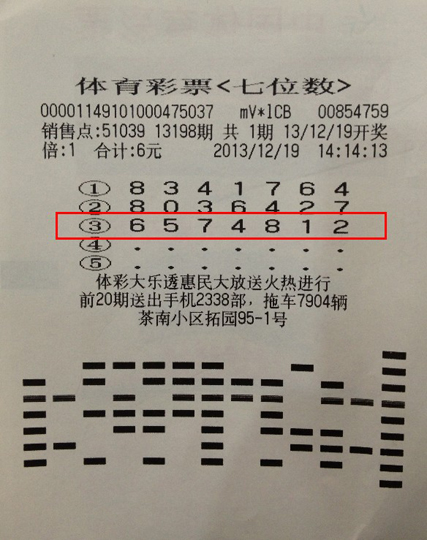 体育彩票<七位数>
00001149101000475037 mV*lCB 00854759
销售点:51039 13198期 共 1期 13/12/19开奖
倍:1 合计:6元 2013/12/19 14:14:13
① 8 3 4 1 7 6 4
② 8 0 3 6 4 2 7
③ 6 5 7 4 8 1 2
④ . . . . . . .
⑤ . . . . . . .
体彩大乐透惠民大放送火热进行
前20期送出手机2338部，拖车7904辆
茶南小区拓园95-1号